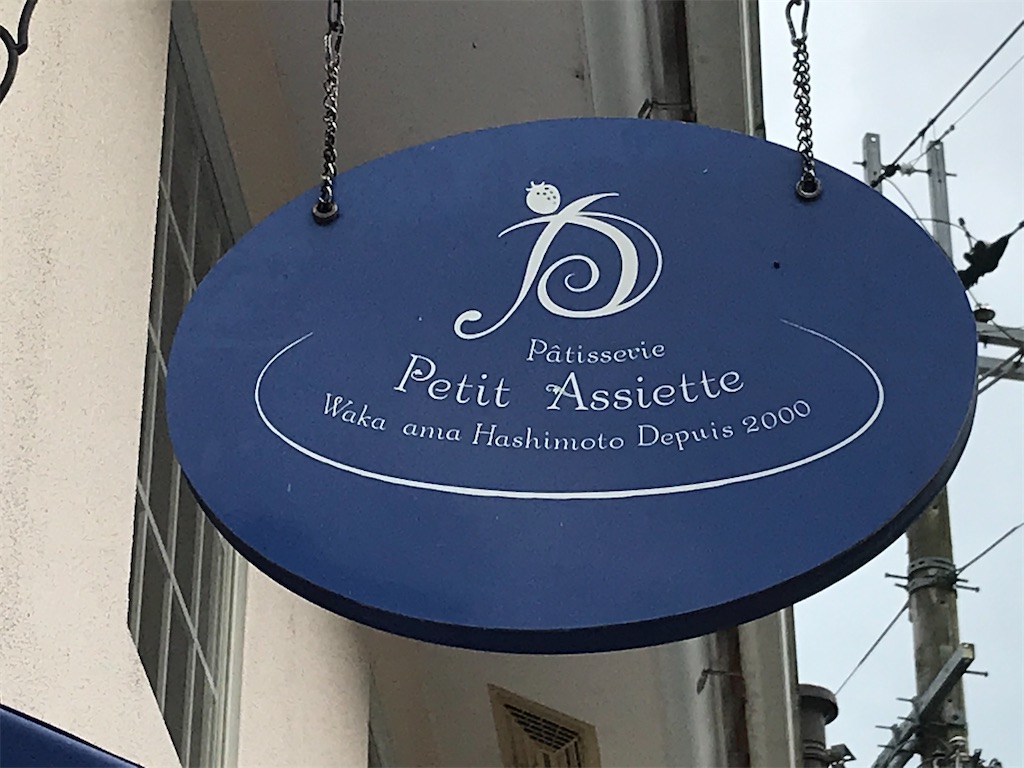 Pâtisserie
Petit Assiette
Waka ama Hashimoto Depuis 2000